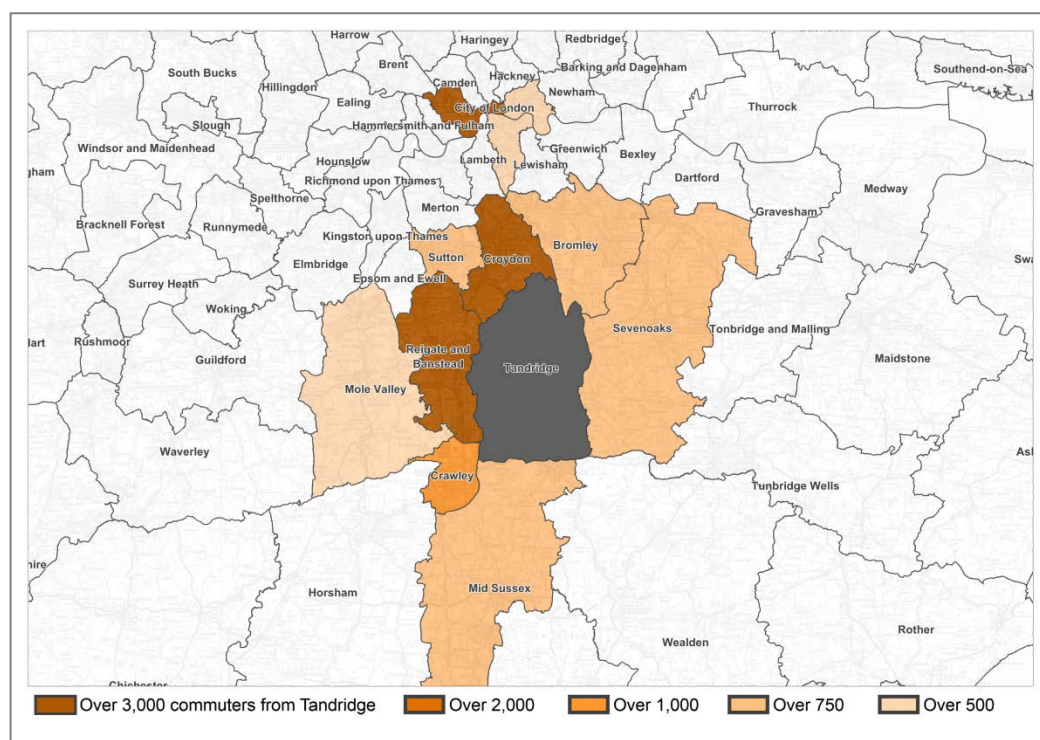 Harrow
Haringey
Redbridge
Brent
Barking and Dagenham
South Bucks
Hillingdon
Camden
Hackney
Newham
Southend-on-Sea
Ealing
City of London
Thurrock
Slough
Hammersmith and Fulham
Windsor and Maidenhead
Hounslow
Lambeth
Greenwich
Bexley
Lewisham
Richmond upon Thames
Dartford
Medway
Spelthorne
Merton
Gravesham
Bracknell Forest
Runnymede
Kingston upon Thames
Bromley
Sutton
Croydon
Elmbridge
Epsom and Ewell
Surrey Heath
Woking
Sevenoaks
Tonbridge and Malling
Rushmoor
Guildford
Reigate and
Banstead
Maidstone
Tandridge
Mole Valley
Waverley
Crawley
Tunbridge Wells
Horsham
Mid Sussex
Rother
Wealden
Chichester
Over 3,000 commuters from Tandridge
Over 2,000
Over 1,000
Over 750
Over 500